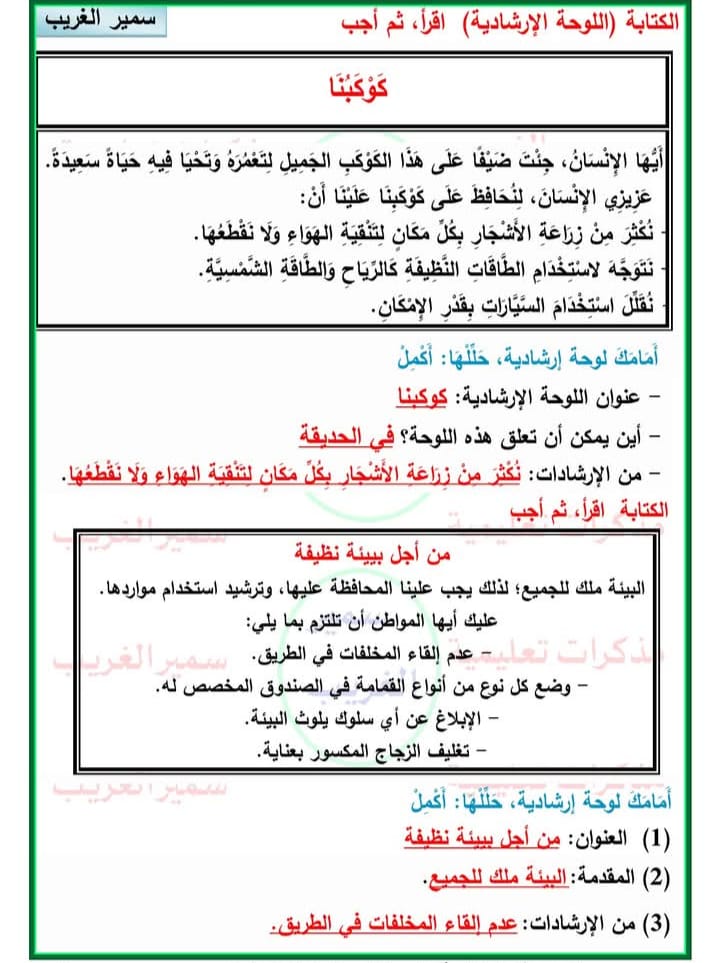 سمير الغريب
الكتابة (اللوحة الإرشادية) اقرأ، ثم أجب
كَوْكَبُنَا
أَيُّهَا الإِنْسَانُ، جِئْتَ ضَيْفًا عَلَى هَذَا الكَوْكَبِ الجَمِيلِ لِتَعْمُرَهُ وَتَحْيَا فِيهِ حَيَاةً سَعِيدَةً.
عَزِيزِي الإِنْسَانَ، لِنُحَافِظَ عَلَى كَوْكَبِنَا عَلَيْنَا أَنْ:
- نُكْثِرَ مِنْ زِرَاعَةِ الأَشْجَارِ بِكُلِّ مَكَانٍ لِتَنْقِيَةِ الهَوَاءِ وَلَا نَقْطَعُهَا.
- نَتَوَجَّهَ لاسْتِخْدَامِ الطَّاقَاتِ النَّظِيفَةِ كَالرِّيَاحِ وَالطَّاقَةِ الشَّمْسِيَّةِ.
- نُقَلِّلَ اسْتِخْدَامَ السَّيَّارَاتِ بِقَدْرِ الإِمْكَانِ.
أَمَامَكَ لوحة إرشادية، حَلِّلْهَا: أَكْمِلْ
- عنوان اللوحة الإرشادية: كوكبنا
- أين يمكن أن تعلق هذه اللوحة؟ في الحديقة
- من الإرشادات: نُكْثِرَ مِنْ زِرَاعَةِ الأَشْجَارِ بِكُلِّ مَكَانٍ لِتَنْقِيَةِ الهَوَاءِ وَلَا نَقْطَعُهَا.
الكتابة اقرأ، ثم أجب
من أجل بييئة نظيفة
البيئة ملك للجميع؛ لذلك يجب علينا المحافظة عليها، وترشيد استخدام مواردها.
عليك أيها المواطن أن تلتزم بما يلي:
- عدم إلقاء المخلفات في الطريق.
- وضع كل نوع من أنواع القمامة في الصندوق المخصص له.
- الإبلاغ عن أي سلوك يلوث البيئة.
- تغليف الزجاج المكسور بعناية.
أَمَامَكَ لوحة إرشادية، حَلِّلْهَا: أَكْمِلْ
(1) العنوان: من أجل بييئة نظيفة
(2) المقدمة: البيئة ملك للجميع.
(3) من الإرشادات: عدم إلقاء المخلفات في الطريق.
مذكرات تعليمية سمير الغريب